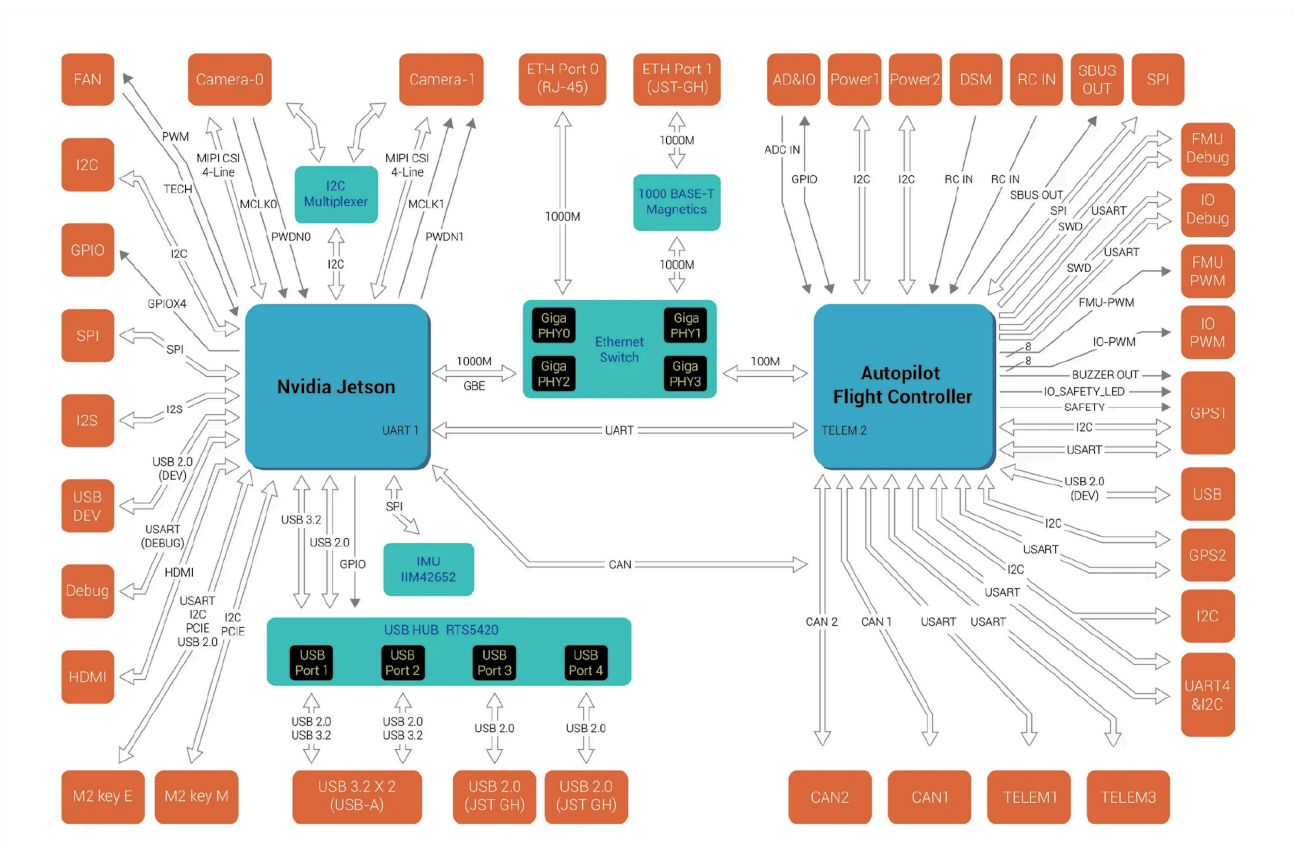 FAN
Camera-0
Camera-1
ETH Port 0
(RJ-45)
ETH Port 1
(JST-GH)
AD&IO
Power1
Power2
DSM
RC IN
SBUS
OUT
SPI
PWM
TECH
MIPI CSI
4-Line
MCLK0
PWDN0
I2C
Multiplexer
I2C
MIPI CSI
4-Line
MCLK1
PWDN1
1000M
1000M
1000 BASE-T
Magnetics
1000M
ADC IN
GPIO
I2C
I2C
RC IN
RC IN
SBUS OUT
SPI
SWD
USART
SWD
USART
FMU-PWM
8
IO-PWM
8
FMU
Debug
IO
Debug
FMU
PWM
IO
PWM
I2C
I2C
GPIO
GPIOX4
SPI
SPI
I2S
I2S
USB
DEV
USB 2.0
(DEV)
Debug
USART
(DEBUG)
HDMI
HDMI
Nvidia Jetson
UART 1
1000M
GBE
Giga
PHY0
Giga
PHY1
Ethernet
Switch
Giga
PHY2
Giga
PHY3
100M
UART
Autopilot
Flight Controller
TELEM 2
BUZZER OUT
IO_SAFETY_LED
SAFETY
I2C
USART
GPS1
USB 2.0
(DEV)
USB
I2C
USART
GPS2
I2C
USART
I2C
UART4
&I2C
USB 3.2
USB 2.0
GPIO
SPI
IMU
IIM42652
CAN
CAN 2
CAN 1
USART
USART
USART
I2C
PCIE
USB 2.0
I2C
PCIE
USB HUB RTS5420
USB
Port 1
USB
Port 2
USB
Port 3
USB
Port 4
USB 2.0
USB 3.2
USB 2.0
USB 3.2
USB 2.0
USB 2.0
M2 key E
M2 key M
USB 3.2 X 2
(USB-A)
USB 2.0
(JST GH)
USB 2.0
(JST GH)
CAN2
CAN1
TELEM1
TELEM3